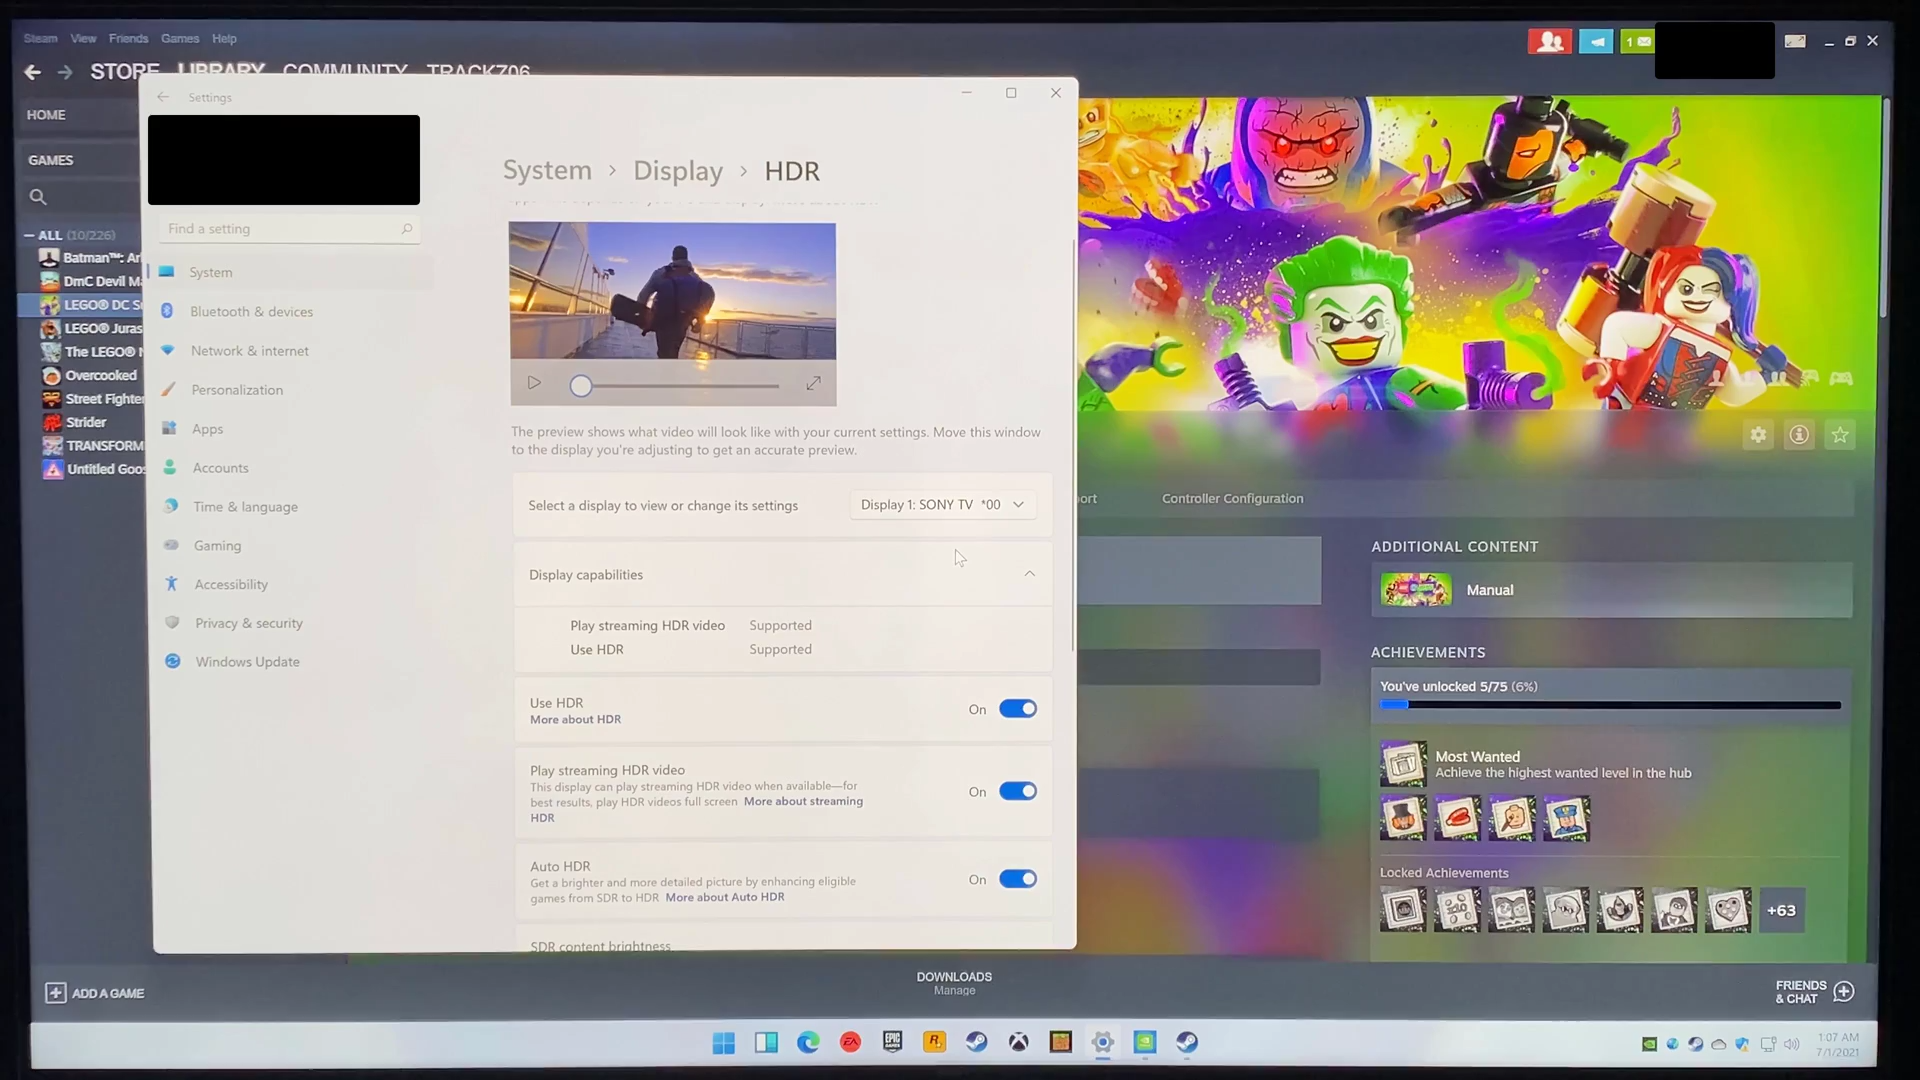 Steam View Friends Games Help
STORE LIBRARY COMMUNITY TRACKZ06
1
HOME
GAMES
— ALL (10/226)
Batman™: Ar
DmC Devil M
LEGO® DC S
LEGO® Juras
The LEGO®
Overcooked
Street Fighter
Strider
TRANSFORM
Untitled Goos
Settings
Find a setting
System
Bluetooth & devices
Network & internet
Personalization
Apps
Accounts
Time & language
Gaming
Accessibility
Privacy & security
Windows Update
System > Display > HDR
The preview shows what video will look like with your current settings. Move this window
to the display you're adjusting to get an accurate preview.
Select a display to view or change its settings
Display 1: SONY TV *00
Display capabilities
Play streaming HDR video Supported
Use HDR Supported
Use HDR
More about HDR
On
Play streaming HDR video
This display can play streaming HDR video when available—for
best results, play HDR videos full screen More about streaming
HDR
On
Auto HDR
Get a brighter and more detailed picture by enhancing eligible
games from SDR to HDR More about Auto HDR
On
SDR content brightness
ort
Controller Configuration
ADDITIONAL CONTENT
Manual
ACHIEVEMENTS
You've unlocked 5/75 (6%)
Most Wanted
Achieve the highest wanted level in the hub
Locked Achievements
+63
ADD A GAME
DOWNLOADS
Manage
FRIENDS
& CHAT
EA
EPIC
GAMES
R
1:07 AM
7/1/2021